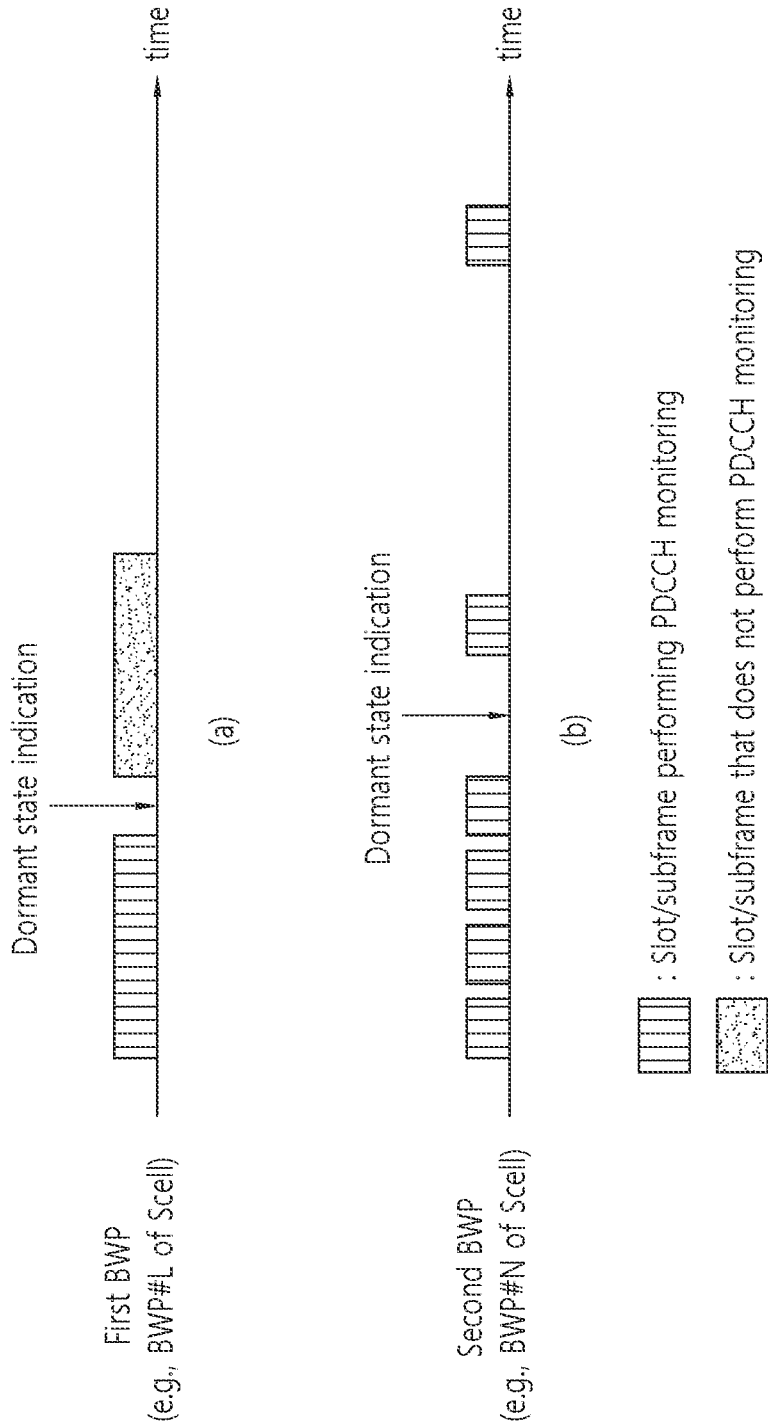 Dormant state indication
First BWP
(e.g., BWP#L of Scell)
time
(a)
Dormant state indication
Second BWP
(e.g., BWP#N of Scell)
time
(b)
: Slot/subframe performing PDCCH monitoring
: Slot/subframe that does not perform PDCCH monitoring